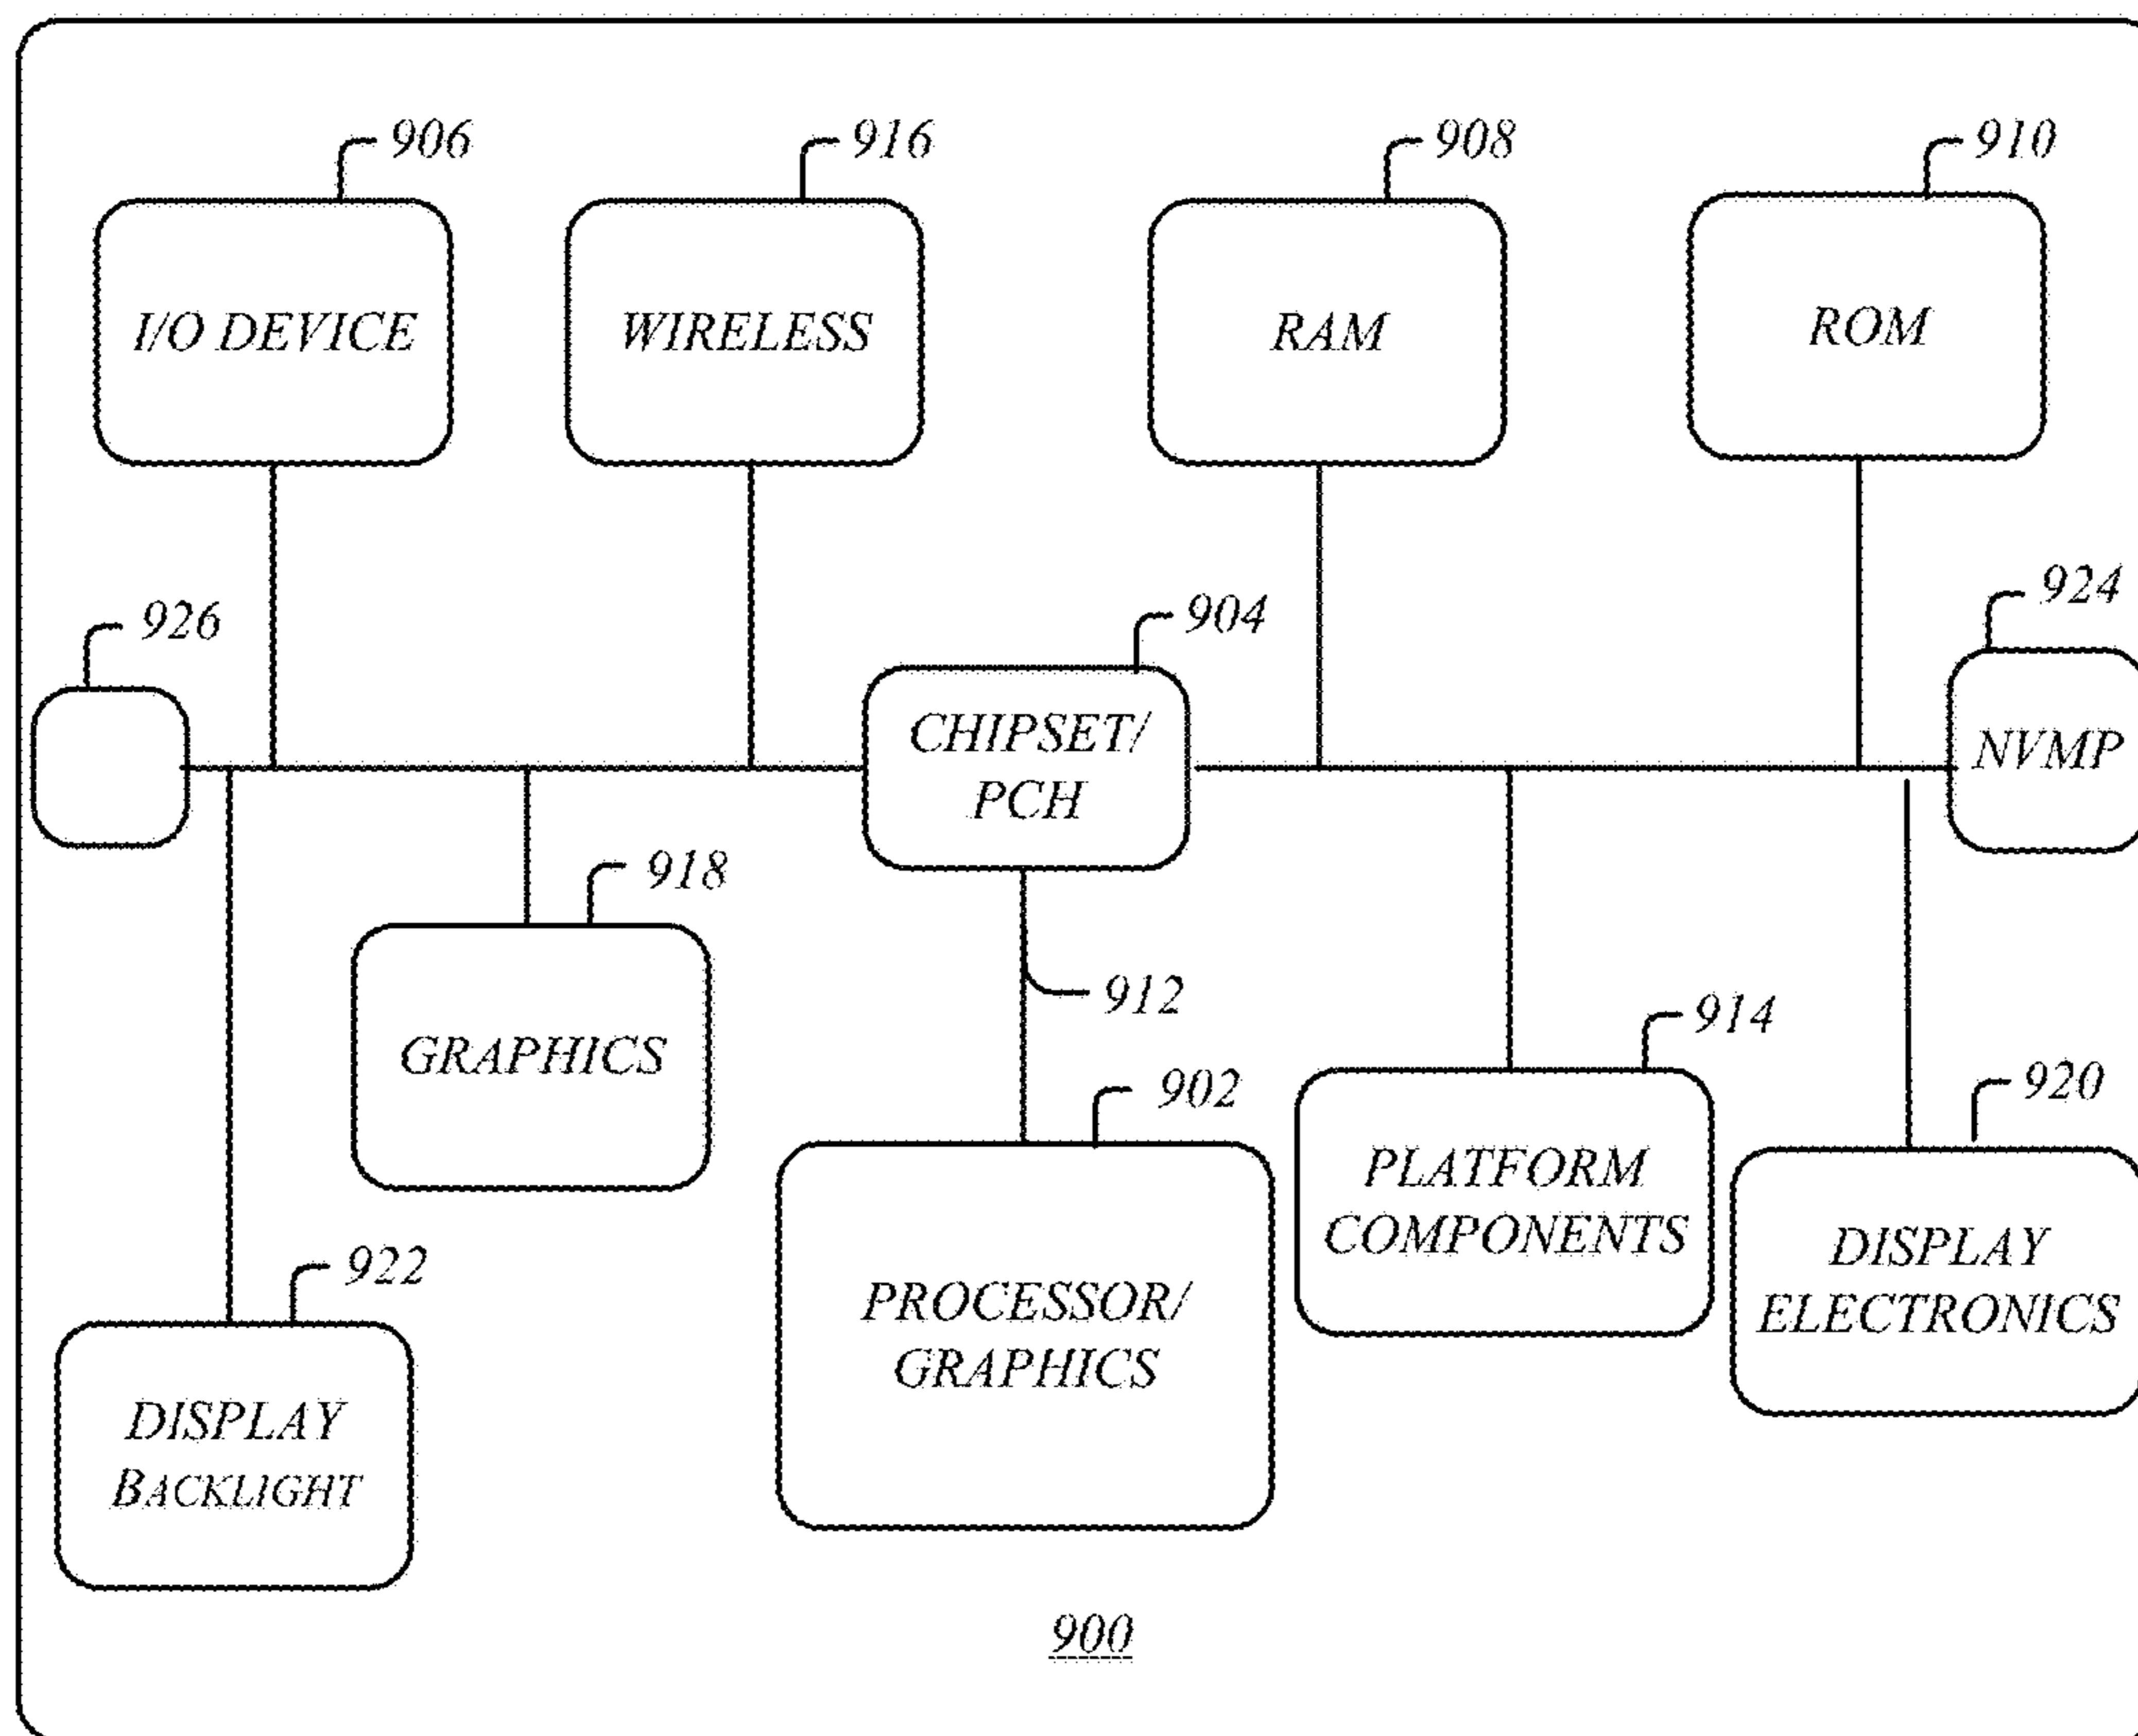 906
916
908
910
I/O DEVICE
WIRELESS
RAM
ROM
926
904
924
CHIPSET/
PCH
NVMP
918
912
914
GRAPHICS
902
920
PLATFORM
COMPONENTS
922
PROCESSOR/
GRAPHICS
DISPLAY
ELECTRONICS
DISPLAY
BACKLIGHT
900